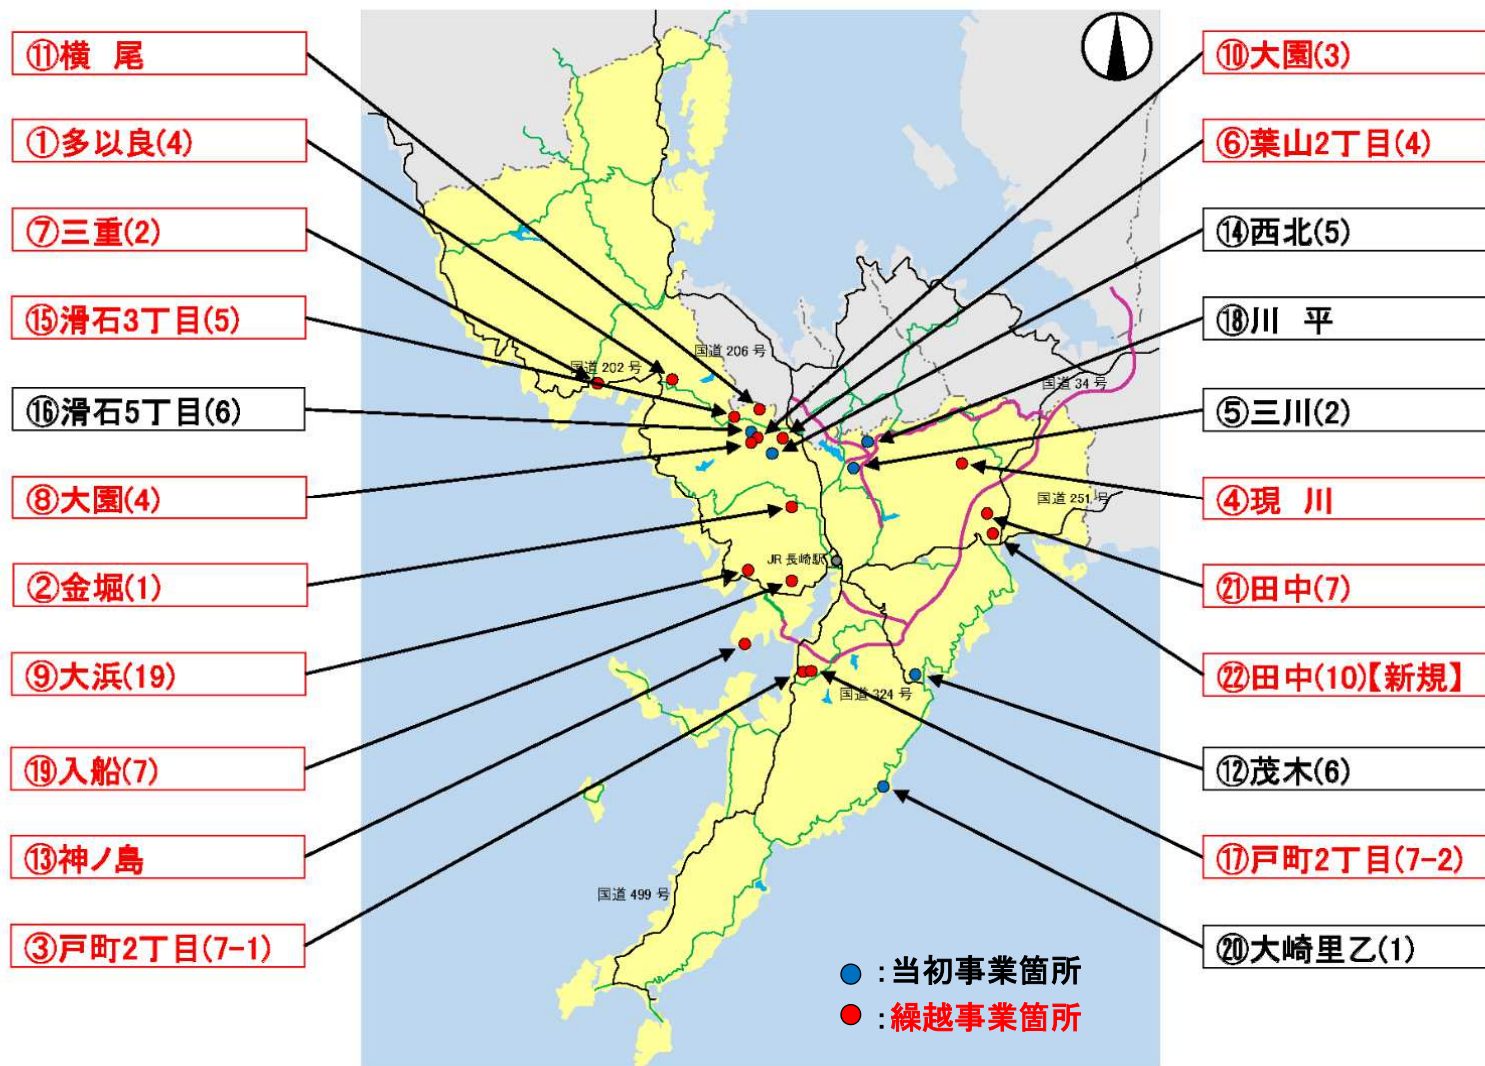 ⑪横 尾
①多以良(4)
⑦三重(2)
⑮滑石3丁目(5)
⑯滑石5丁目(6)
⑧大園(4)
②金堀(1)
⑨大浜(19)
⑲入船(7)
⑬神ノ島
③戸町2丁目(7-1)
国道 206 号
国道 202 号
国道 34 号
国道 251 号
JR 長崎駅
国道 324 号
国道 499 号
⑩大園(3)
⑥葉山2丁目(4)
⑭西北(5)
⑱川 平
⑤三川(2)
④現 川
㉑田中(7)
㉒田中(10)【新規】
⑫茂木(6)
⑰戸町2丁目(7-2)
⑳大崎里乙(1)
：当初事業箇所
：繰越事業箇所